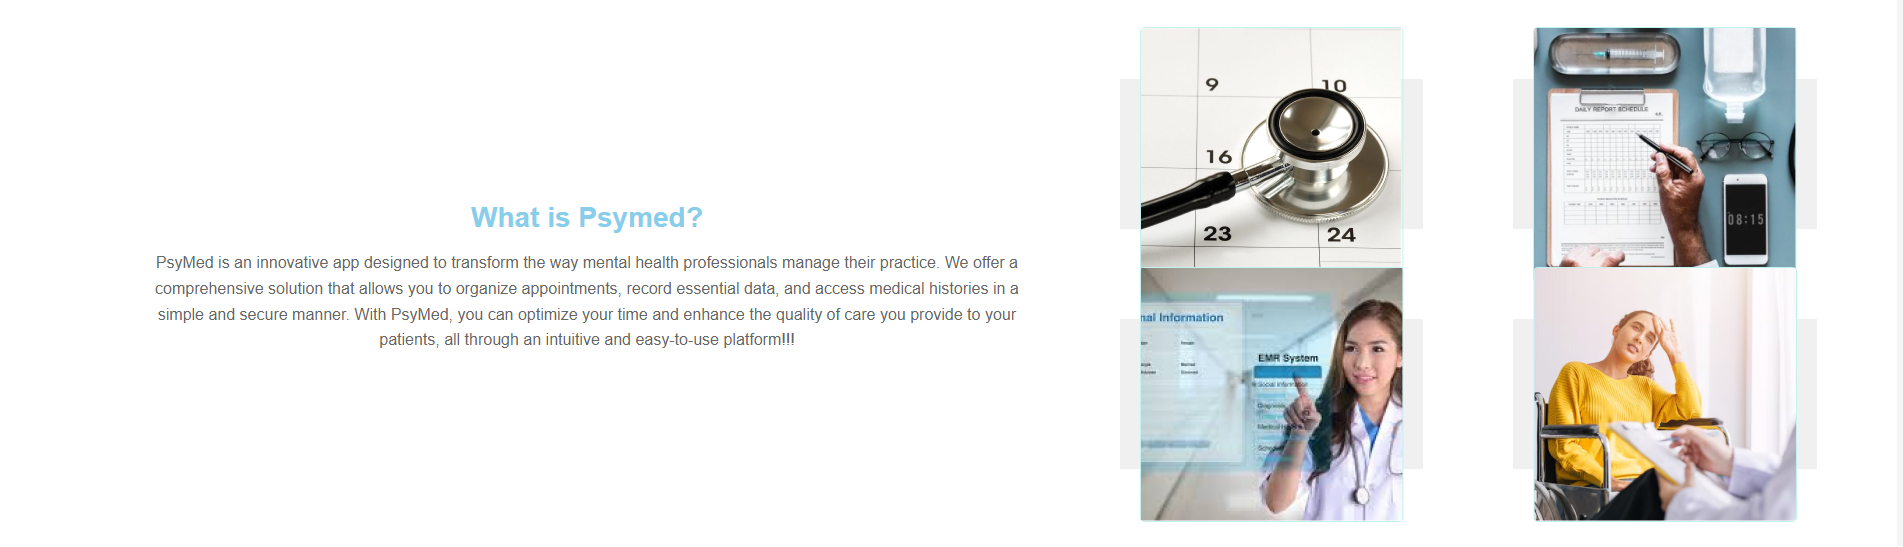 What is Psymed?
PsyMed is an innovative app designed to transform the way mental health professionals manage their practice. We offer a
comprehensive solution that allows you to organize appointments, record essential data, and access medical histories in a
simple and secure manner. With PsyMed, you can optimize your time and enhance the quality of care you provide to your
patients, all through an intuitive and easy-to-use platform!!!
9
10
16
23
24
DAILY REPORT SCHEDULE
08:15
nal Information
EMR System
Social Information
Diagnosis
Medical